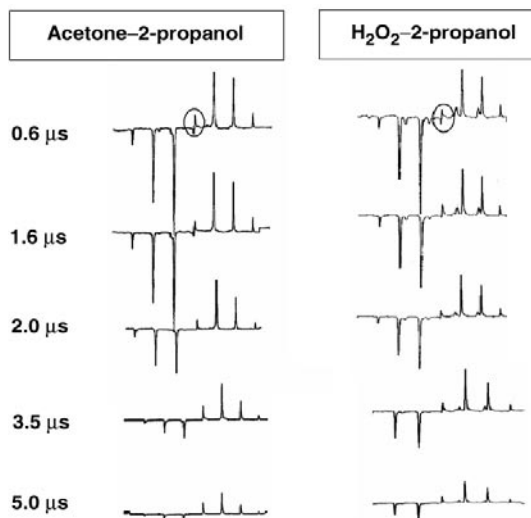 Acetone–2-propanol
H₂O₂–2-propanol
0.6 μs
1.6 μs
2.0 μs
3.5 μs
5.0 μs